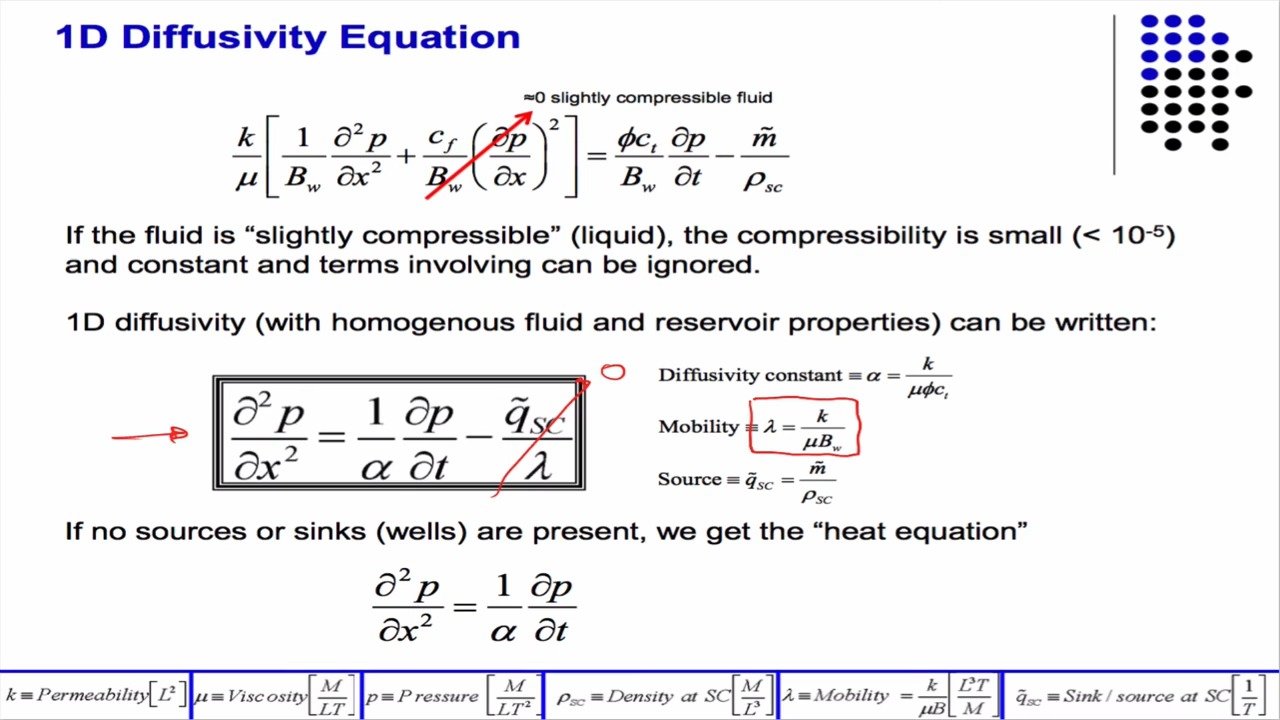 1D Diffusivity Equation
≈0 slightly compressible fluid
k/μ [ 1/B_w ∂²p/∂x² + c_f/B_w (∂p/∂x)² ] = ϕc_t/B_w ∂p/∂t − m̃/ρ_sc
If the fluid is “slightly compressible” (liquid), the compressibility is small (< 10⁻⁵)
and constant and terms involving can be ignored.
1D diffusivity (with homogenous fluid and reservoir properties) can be written:
∂²p/∂x² = 1/α ∂p/∂t − q̃_SC/λ
0
Diffusivity constant ≡ α = k/μϕc_t
Mobility ≡ λ = k/μB_w
Source ≡ q̃_SC = m̃/ρ_SC
If no sources or sinks (wells) are present, we get the “heat equation”
∂²p/∂x² = 1/α ∂p/∂t
k ≡ Permeability[L²] μ ≡ Viscosity[M/LT] p ≡ Pressure [M/LT²] ρ_SC ≡ Density at SC[M/L³] λ ≡ Mobility = k/μB [L³T/M] q̃_SC ≡ Sink / source at SC[1/T]